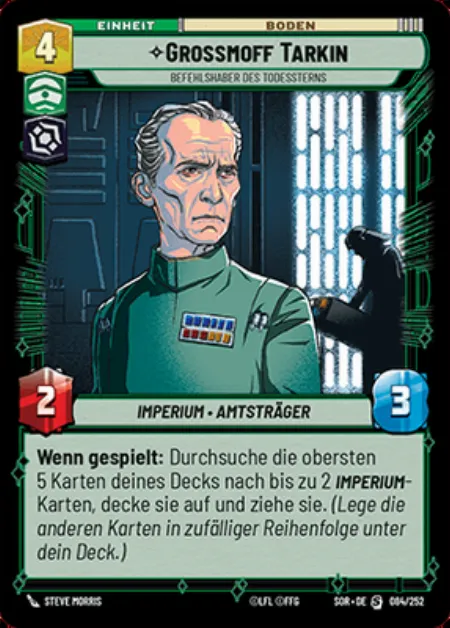 EINHEIT
BODEN
4
GROSSMOFF TARKIN
BEFEHLSHABER DES TODESSTERNS
2
IMPERIUM • AMTSTRÄGER
3
Wenn gespielt: Durchsuche die obersten
5 Karten deines Decks nach bis zu 2 IMPERIUM-
Karten, decke sie auf und ziehe sie. (Lege die
anderen Karten in zufälliger Reihenfolge unter
dein Deck.)
STEVE MORRIS
©LFL ©FFG
SOR • DE S 084/252